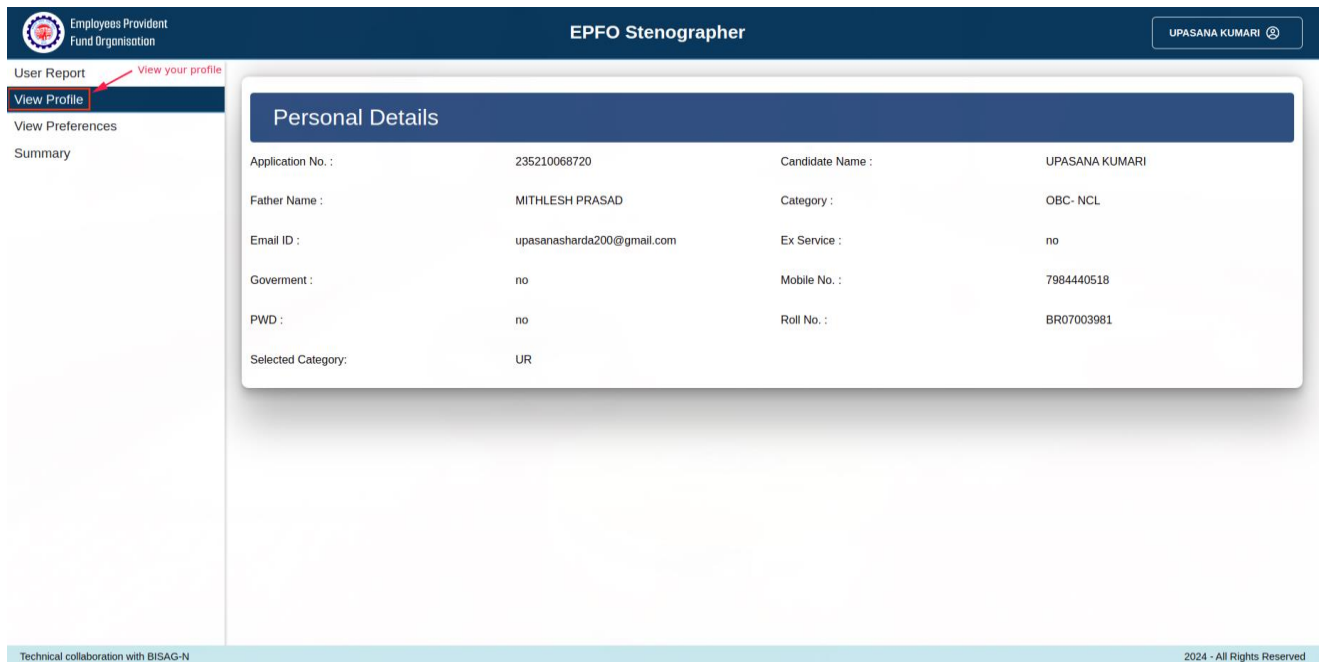 Employees Provident
Fund Organisation
EPFO Stenographer
UPASANA KUMARI
User Report
View your profile
View Profile
View Preferences
Summary
Personal Details
Application No. : 235210068720 Candidate Name : UPASANA KUMARI
Father Name : MITHLESH PRASAD Category : OBC- NCL
Email ID : upasanasharda200@gmail.com Ex Service : no
Goverment : no Mobile No. : 7984440518
PWD : no Roll No. : BR07003981
Selected Category: UR
Technical collaboration with BISAG-N
2024 - All Rights Reserved